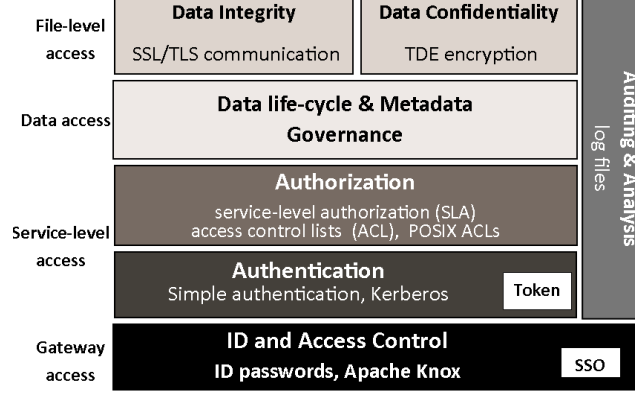 File-level
access
Data Integrity
SSL/TLS communication
Data Confidentiality
TDE encryption
Data access
Data life-cycle & Metadata
Governance
Service-level
access
Authorization
service-level authorization (SLA)
access control lists (ACL), POSIX ACLs
Authentication
Simple authentication, Kerberos
Token
Gateway
access
ID and Access Control
ID passwords, Apache Knox
SSO
Auditing & Analysis
log files